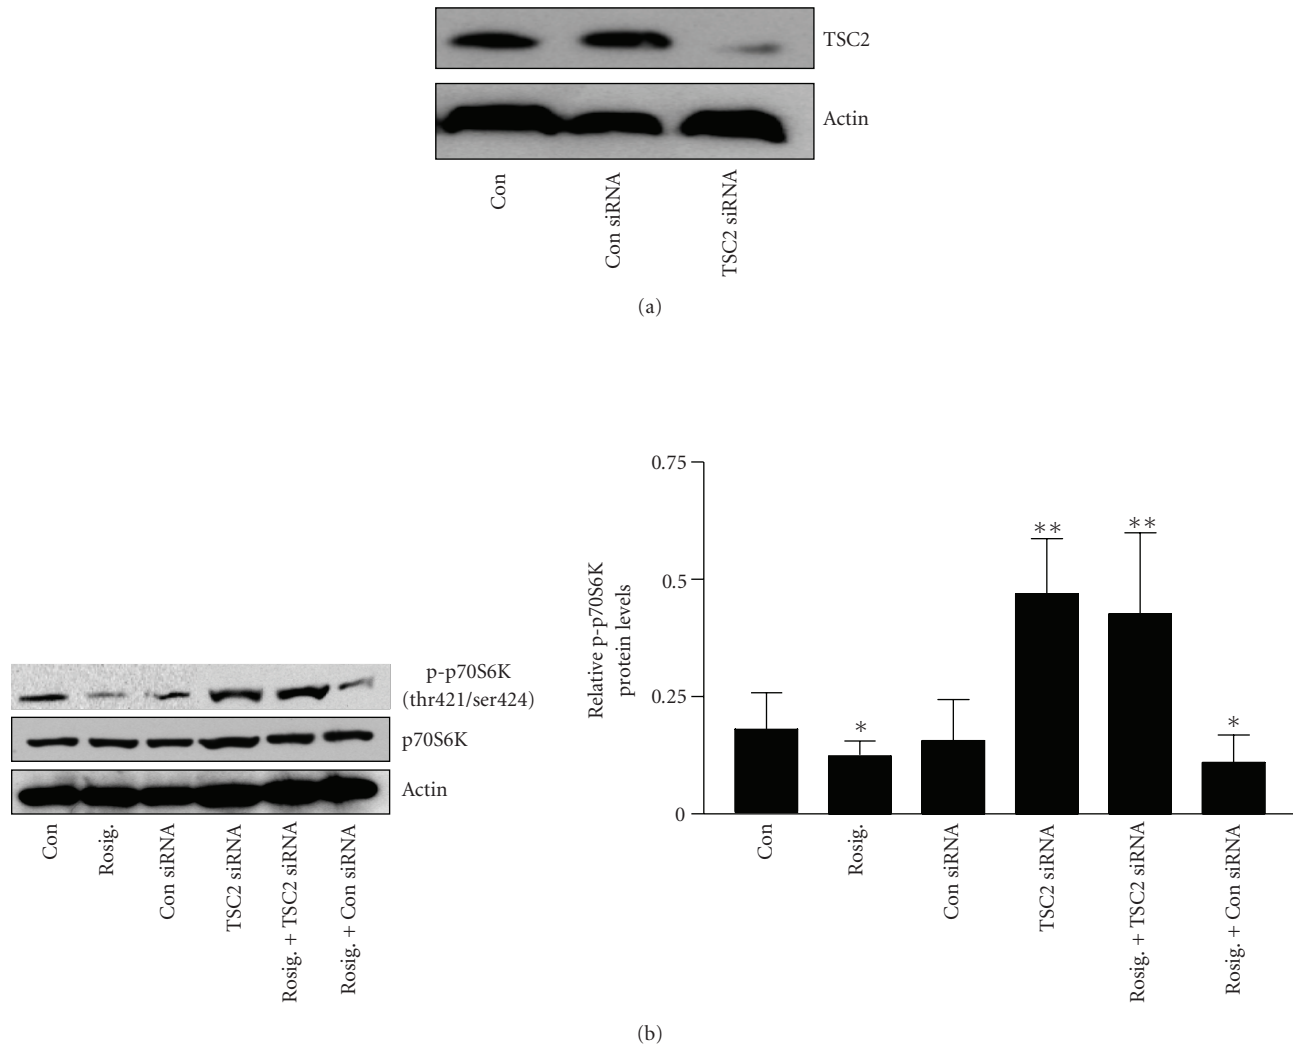 TSC2
Actin
Con
Con siRNA
TSC2 siRNA
(a)
p-p70S6K
(thr421/ser424)
p70S6K
Actin
Con
Rosig.
Con siRNA
TSC2 siRNA
Rosig. + TSC2 siRNA
Rosig. + Con siRNA
Relative p-p70S6K
protein levels
0.75
0.5
0.25
0
*
**
**
*
Con
Rosig.
Con siRNA
TSC2 siRNA
Rosig. + TSC2 siRNA
Rosig. + Con siRNA
(b)